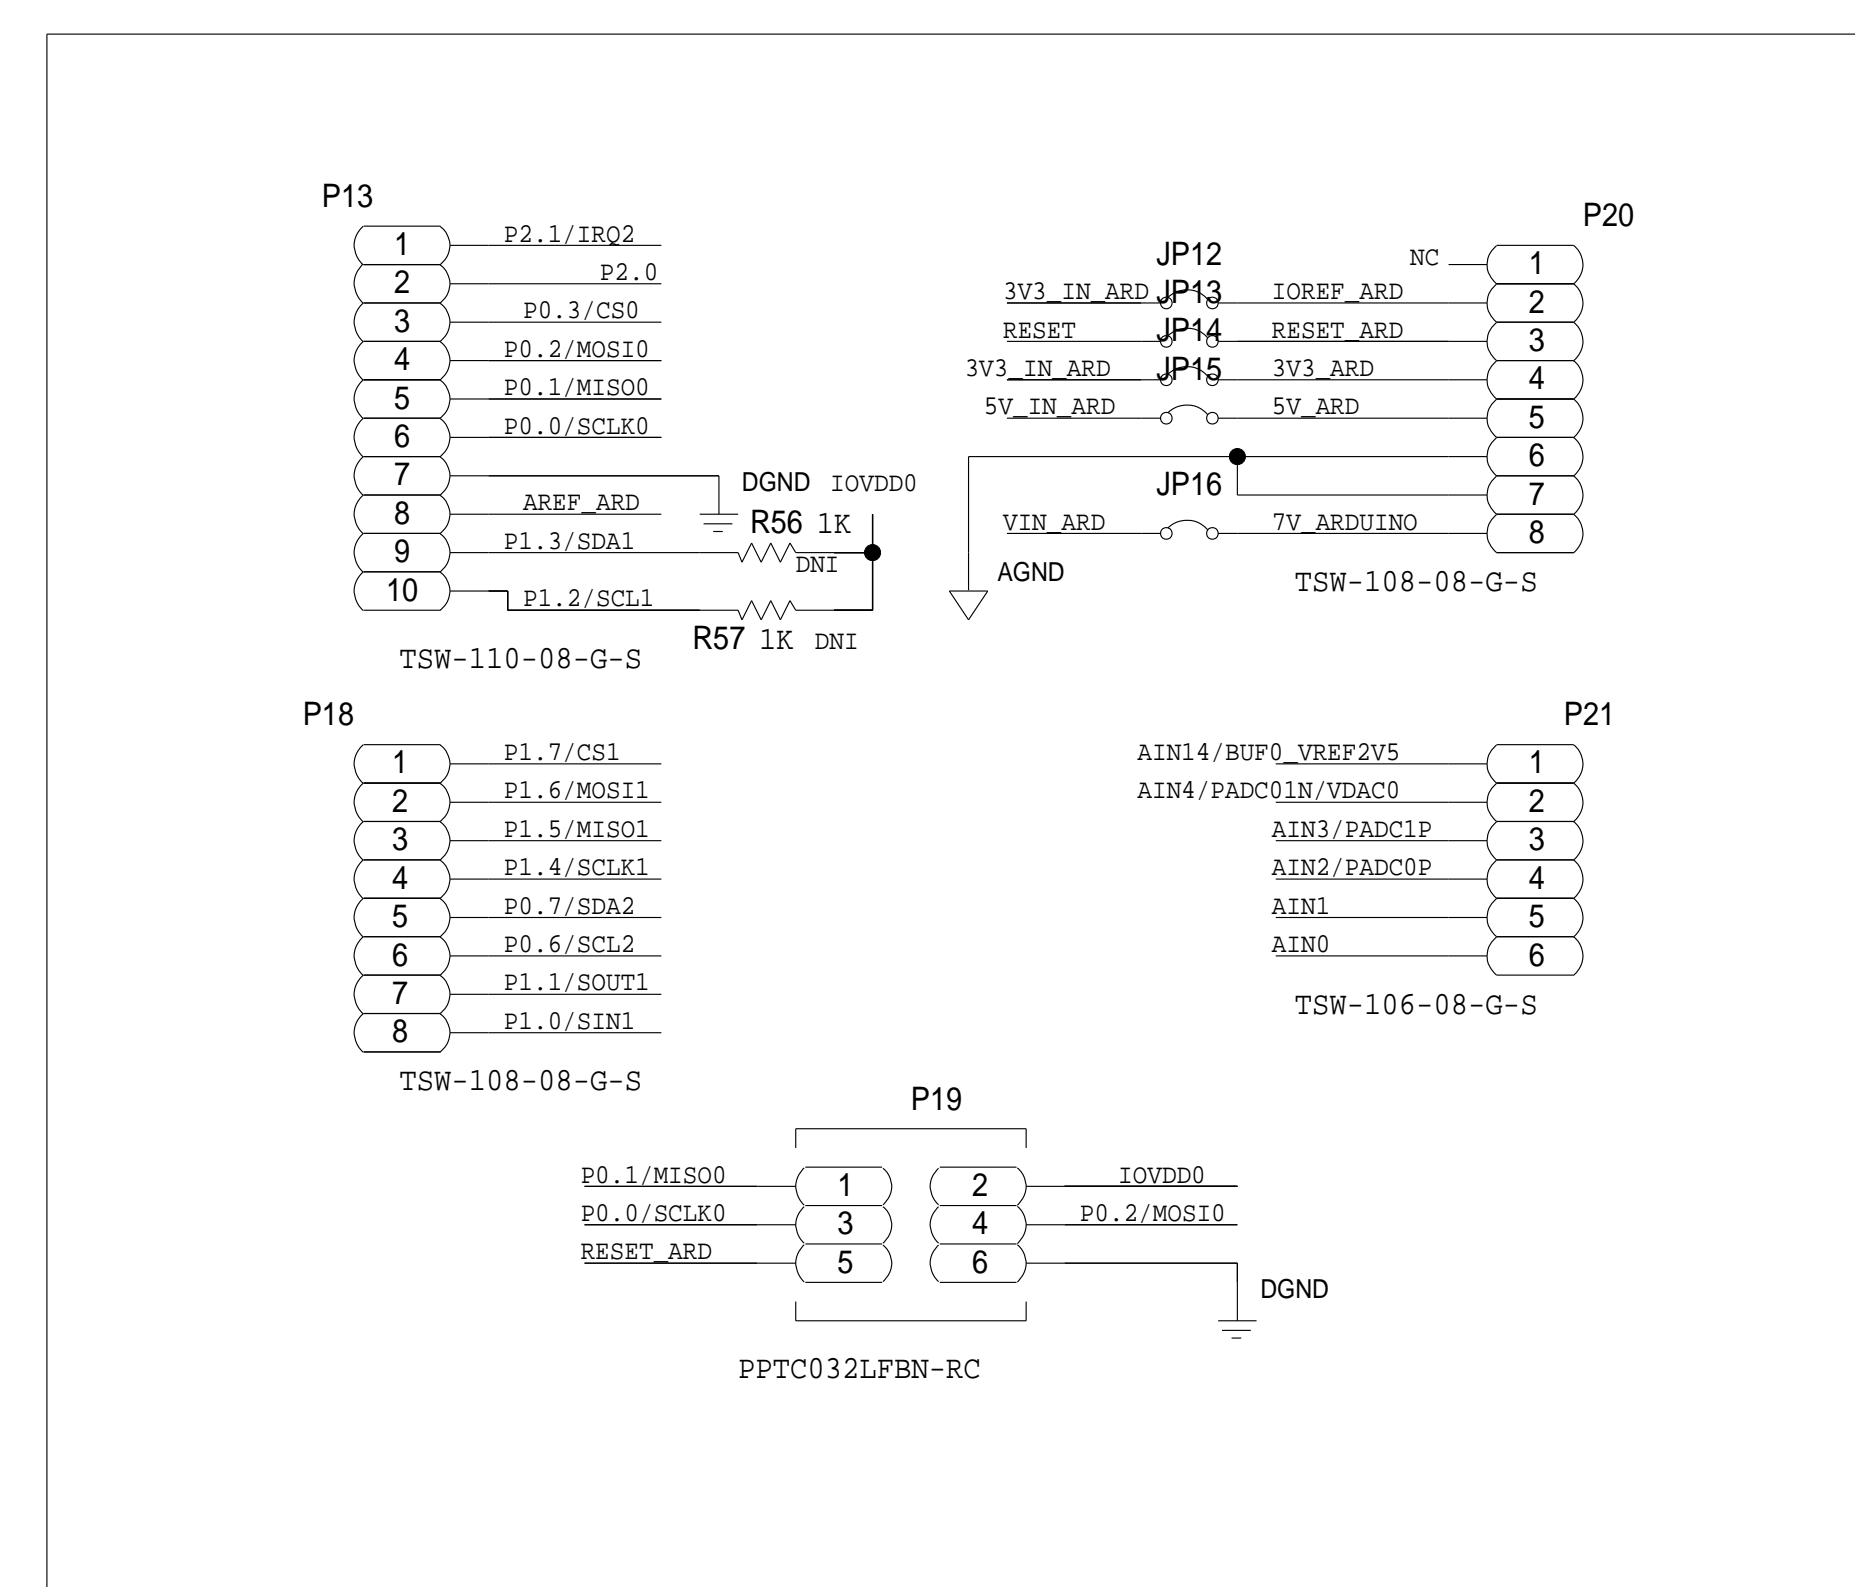 P13
1 P2.1/IRQ2
2 P2.0
3 P0.3/CS0
4 P0.2/MOSI0
5 P0.1/MISO0
6 P0.0/SCLK0
7 DGND IOVDD0
8 AREF_ARD R56 1K
9 P1.3/SDA1 DNI
10 P1.2/SCL1
R57 1K DNI
TSW-110-08-G-S
P20
JP12 NC 1
3V3_IN_ARD JP13 IOREF_ARD 2
RESET JP14 RESET_ARD 3
3V3_IN_ARD JP15 3V3_ARD 4
5V_IN_ARD 5V_ARD 5
6
JP16 7
VIN_ARD 7V_ARDUINO 8
AGND
TSW-108-08-G-S
P18
1 P1.7/CS1
2 P1.6/MOSI1
3 P1.5/MISO1
4 P1.4/SCLK1
5 P0.7/SDA2
6 P0.6/SCL2
7 P1.1/SOUT1
8 P1.0/SIN1
TSW-108-08-G-S
P21
AIN14/BUF0_VREF2V5 1
AIN4/PADC01N/VDAC0 2
AIN3/PADC1P 3
AIN2/PADC0P 4
AIN1 5
AIN0 6
TSW-106-08-G-S
P19
P0.1/MISO0 1 2 IOVDD0
P0.0/SCLK0 3 4 P0.2/MOSI0
RESET_ARD 5 6
DGND
PPTC032LFBN-RC